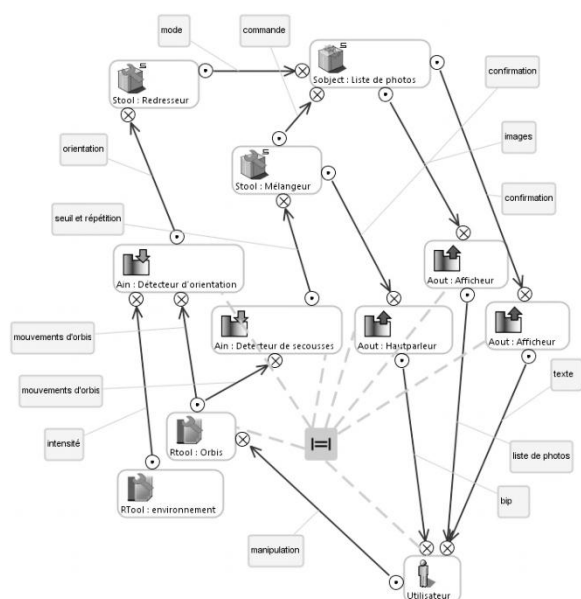 mode
commande
S
Stool : Redresseur
S
Sobject : Liste de photos
confirmation
orientation
images
S
Stool : Mélangeur
seuil et répétition
confirmation
Ain : Détecteur d'orientation
Aout : Afficheur
mouvements d'orbis
Ain : Détecteur de secousses
Aout : Hautparleur
Aout : Afficheur
mouvements d'orbis
texte
intensité
Rtool : Orbis
|=|
liste de photos
RTool : environnement
bip
manipulation
Utilisateur